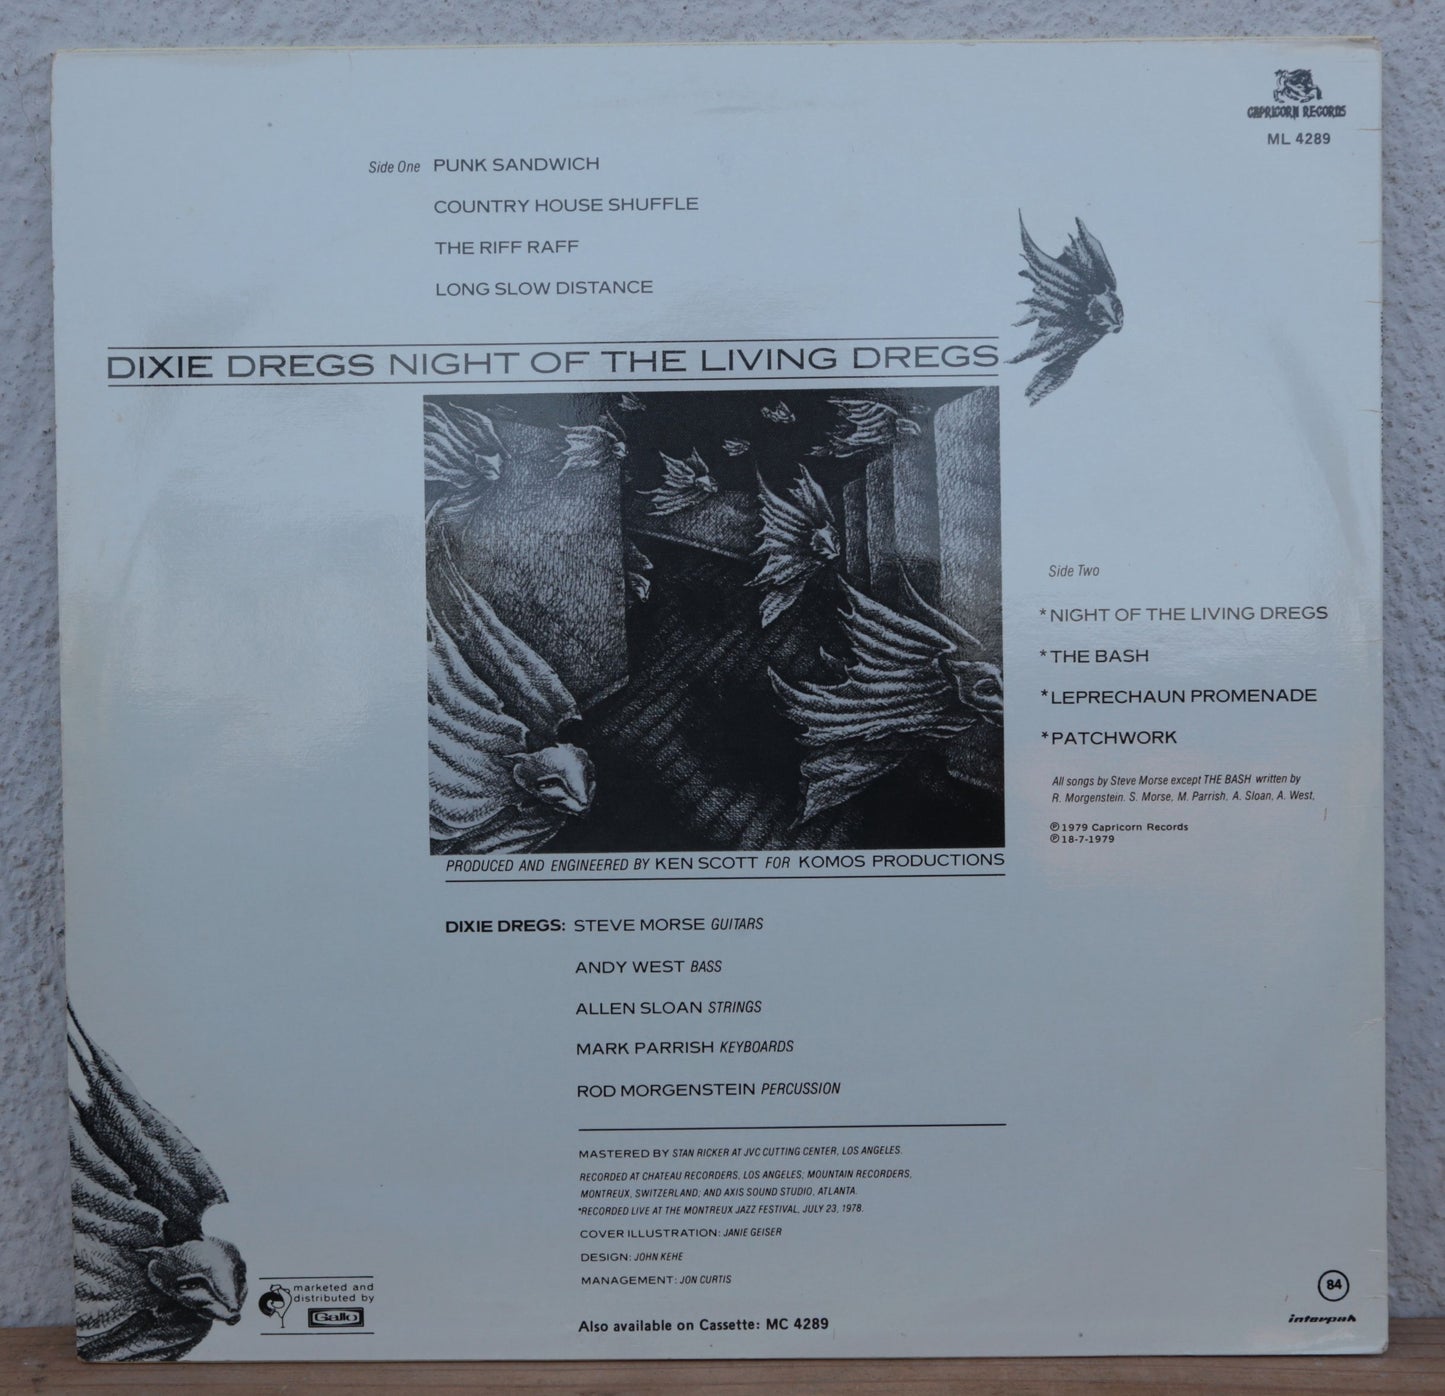 CAPRICORN RECORDS
ML 4289
Side One PUNK SANDWICH
COUNTRY HOUSE SHUFFLE
THE RIFF RAFF
LONG SLOW DISTANCE
DIXIE DREGS NIGHT OF THE LIVING DREGS
Side Two
*NIGHT OF THE LIVING DREGS
*THE BASH
*LEPRECHAUN PROMENADE
*PATCHWORK
All songs by Steve Morse except THE BASH written by
R. Morgenstein. S. Morse, M. Parrish, A. Sloan, A. West,
℗1979 Capricorn Records
℗18-7-1979
PRODUCED AND ENGINEERED BY KEN SCOTT FOR KOMOS PRODUCTIONS
DIXIE DREGS: STEVE MORSE GUITARS
ANDY WEST BASS
ALLEN SLOAN STRINGS
MARK PARRISH KEYBOARDS
ROD MORGENSTEIN PERCUSSION
MASTERED BY STAN RICKER AT JVC CUTTING CENTER, LOS ANGELES.
RECORDED AT CHATEAU RECORDERS, LOS ANGELES; MOUNTAIN RECORDERS,
MONTREUX, SWITZERLAND; AND AXIS SOUND STUDIO, ATLANTA.
*RECORDED LIVE AT THE MONTREUX JAZZ FESTIVAL, JULY 23, 1978.
COVER ILLUSTRATION: JANIE GEISER
DESIGN: JOHN KEHE
MANAGEMENT: JON CURTIS
Also available on Cassette: MC 4289
marketed and
distributed by
Gallo
84
interpak